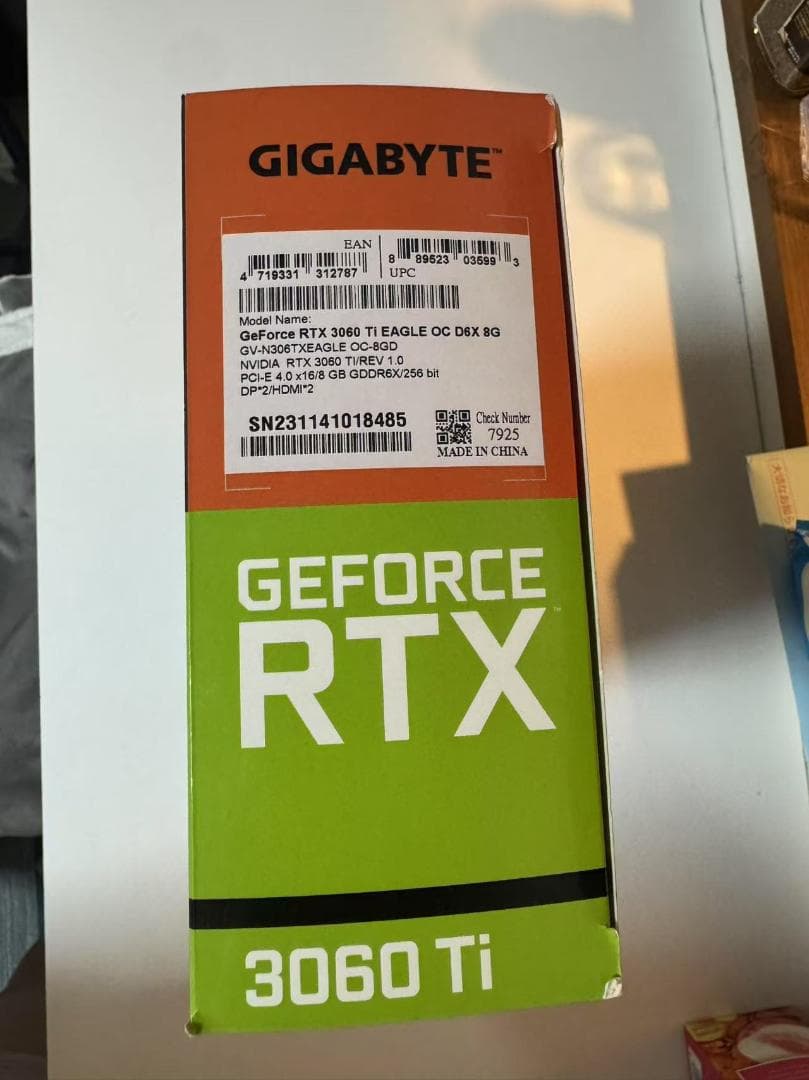 GIGABYTE™
EAN
4 719331 312787
8 89523 03599 3
UPC
Model Name:
GeForce RTX 3060 Ti EAGLE OC D6X 8G
GV-N306TXEAGLE OC-8GD
NVIDIA RTX 3060 TI/REV 1.0
PCI-E 4.0 x16/8 GB GDDR6X/256 bit
DP*2/HDMI*2
SN231141018485
Check Number
7925
MADE IN CHINA
GEFORCE
RTX™
3060 Ti